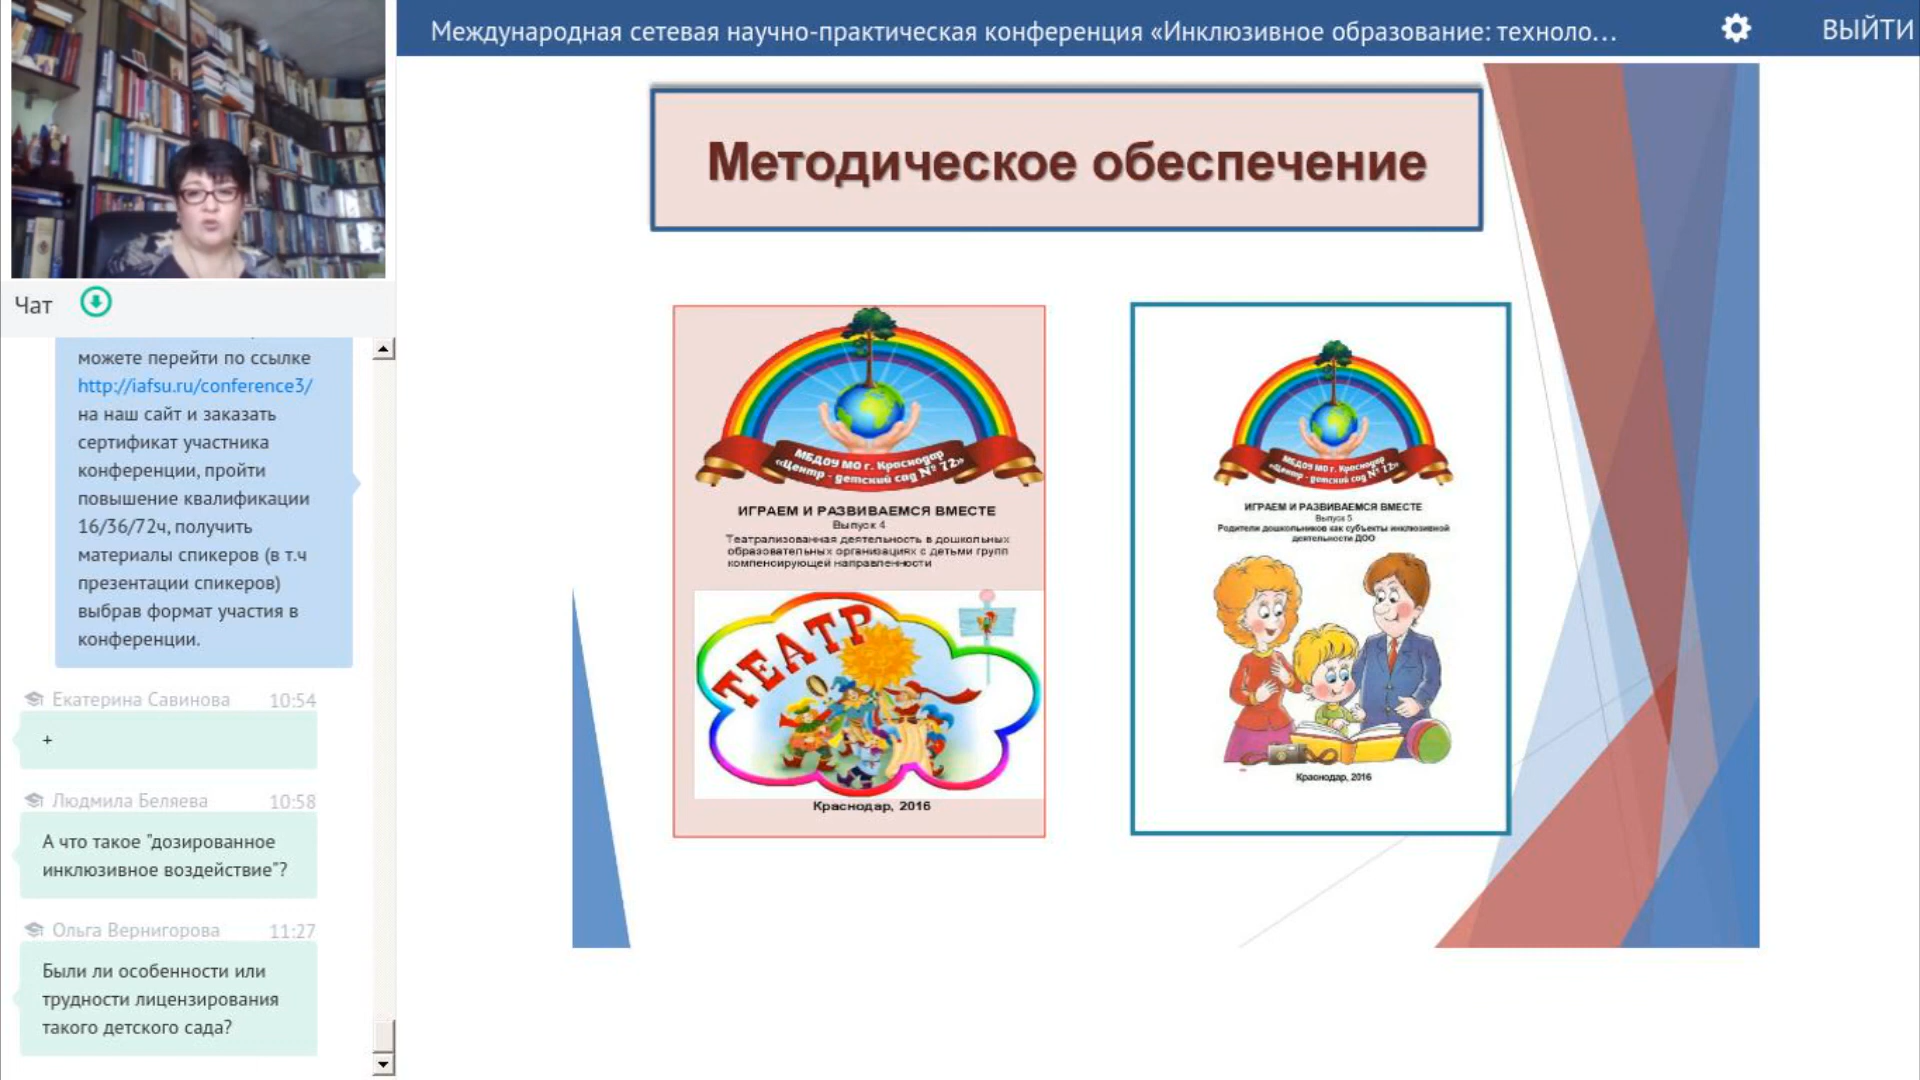 Международная сетевая научно-практическая конференция «Инклюзивное образование: техноло...
ВЫЙТИ
Чат
можете перейти по ссылке
http://iafsu.ru/conference3/
на наш сайт и заказать
сертификат участника
конференции, пройти
повышение квалификации
16/36/72ч, получить
материалы спикеров (в т.ч
презентации спикеров)
выбрав формат участия в
конференции.
Екатерина Савинова 10:54
+
Людмила Беляева 10:58
А что такое "дозированное
инклюзивное воздействие"?
Ольга Вернигорова 11:27
Были ли особенности или
трудности лицензирования
такого детского сада?
Методическое обеспечение
МБДОУ МО г. Краснодар
«Центр - детский сад № 72»
ИГРАЕМ И РАЗВИВАЕМСЯ ВМЕСТЕ
Выпуск 4
Театрализованная деятельность в дошкольных
образовательных организациях с детьми групп
компенсирующей направленности
ТЕАТР
Краснодар, 2016
МБДОУ МО г. Краснодар
«Центр - детский сад № 72»
ИГРАЕМ И РАЗВИВАЕМСЯ ВМЕСТЕ
Выпуск 5
Родители дошкольников как субъекты инклюзивной
деятельности ДОО
Краснодар, 2016